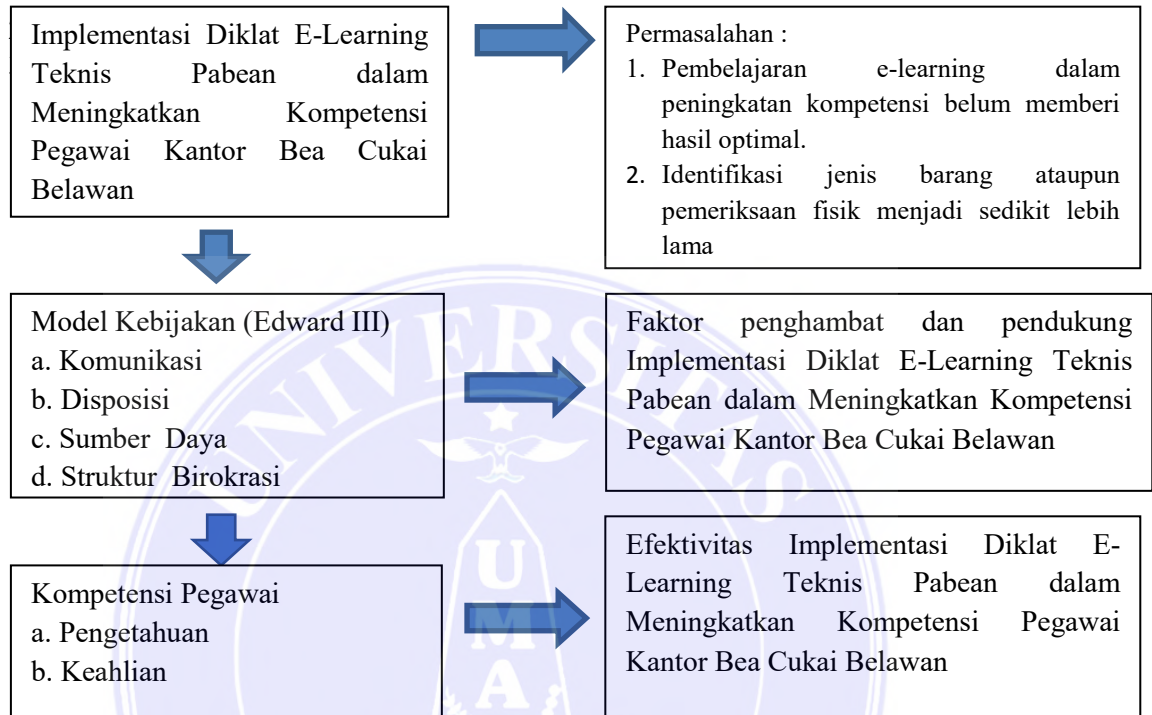 Implementasi Diklat E-Learning
Teknis Pabean dalam
Meningkatkan Kompetensi
Pegawai Kantor Bea Cukai
Belawan
Permasalahan :
1. Pembelajaran e-learning dalam
peningkatan kompetensi belum memberi
hasil optimal.
2. Identifikasi jenis barang ataupun
pemeriksaan fisik menjadi sedikit lebih
lama
Model Kebijakan (Edward III)
a. Komunikasi
b. Disposisi
c. Sumber Daya
d. Struktur Birokrasi
Faktor penghambat dan pendukung
Implementasi Diklat E-Learning Teknis
Pabean dalam Meningkatkan Kompetensi
Pegawai Kantor Bea Cukai Belawan
Kompetensi Pegawai
a. Pengetahuan
b. Keahlian
Efektivitas Implementasi Diklat E-
Learning Teknis Pabean dalam
Meningkatkan Kompetensi Pegawai
Kantor Bea Cukai Belawan
UNIVERSITAS
U
M
A